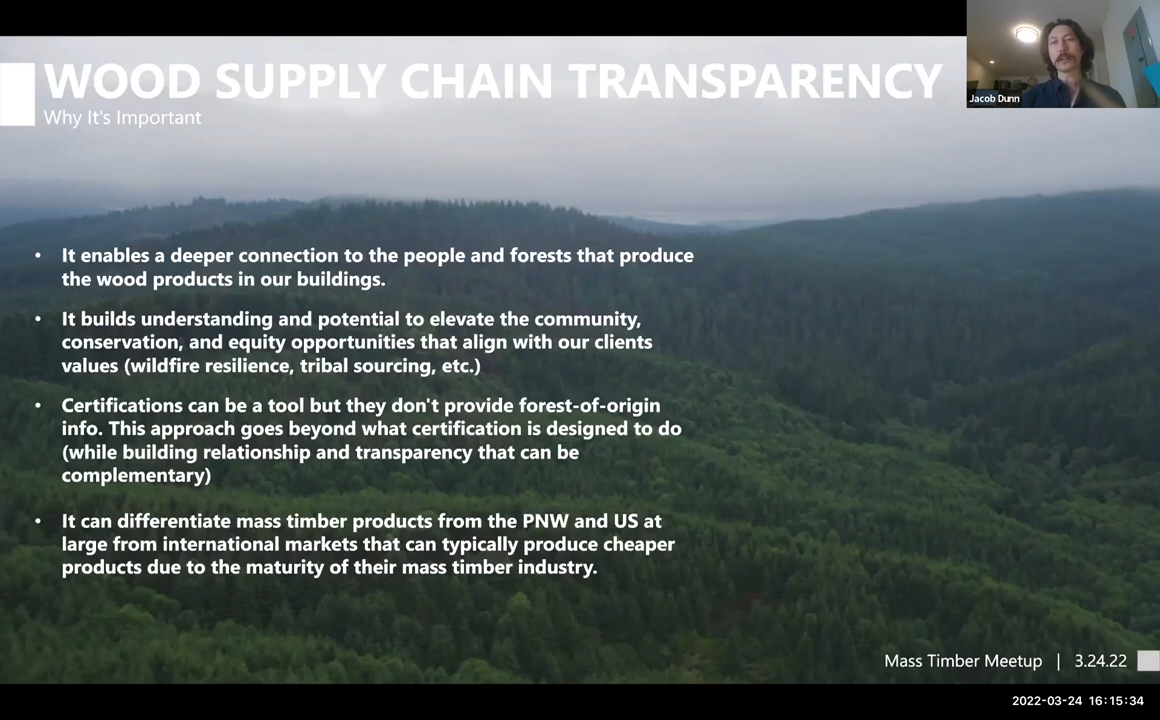 WOOD SUPPLY CHAIN TRANSPARENCY
Why It's Important
Jacob Dunn
• It enables a deeper connection to the people and forests that produce
the wood products in our buildings.
• It builds understanding and potential to elevate the community,
conservation, and equity opportunities that align with our clients
values (wildfire resilience, tribal sourcing, etc.)
• Certifications can be a tool but they don't provide forest-of-origin
info. This approach goes beyond what certification is designed to do
(while building relationship and transparency that can be
complementary)
• It can differentiate mass timber products from the PNW and US at
large from international markets that can typically produce cheaper
products due to the maturity of their mass timber industry.
Mass Timber Meetup | 3.24.22
2022-03-24 16:15:34